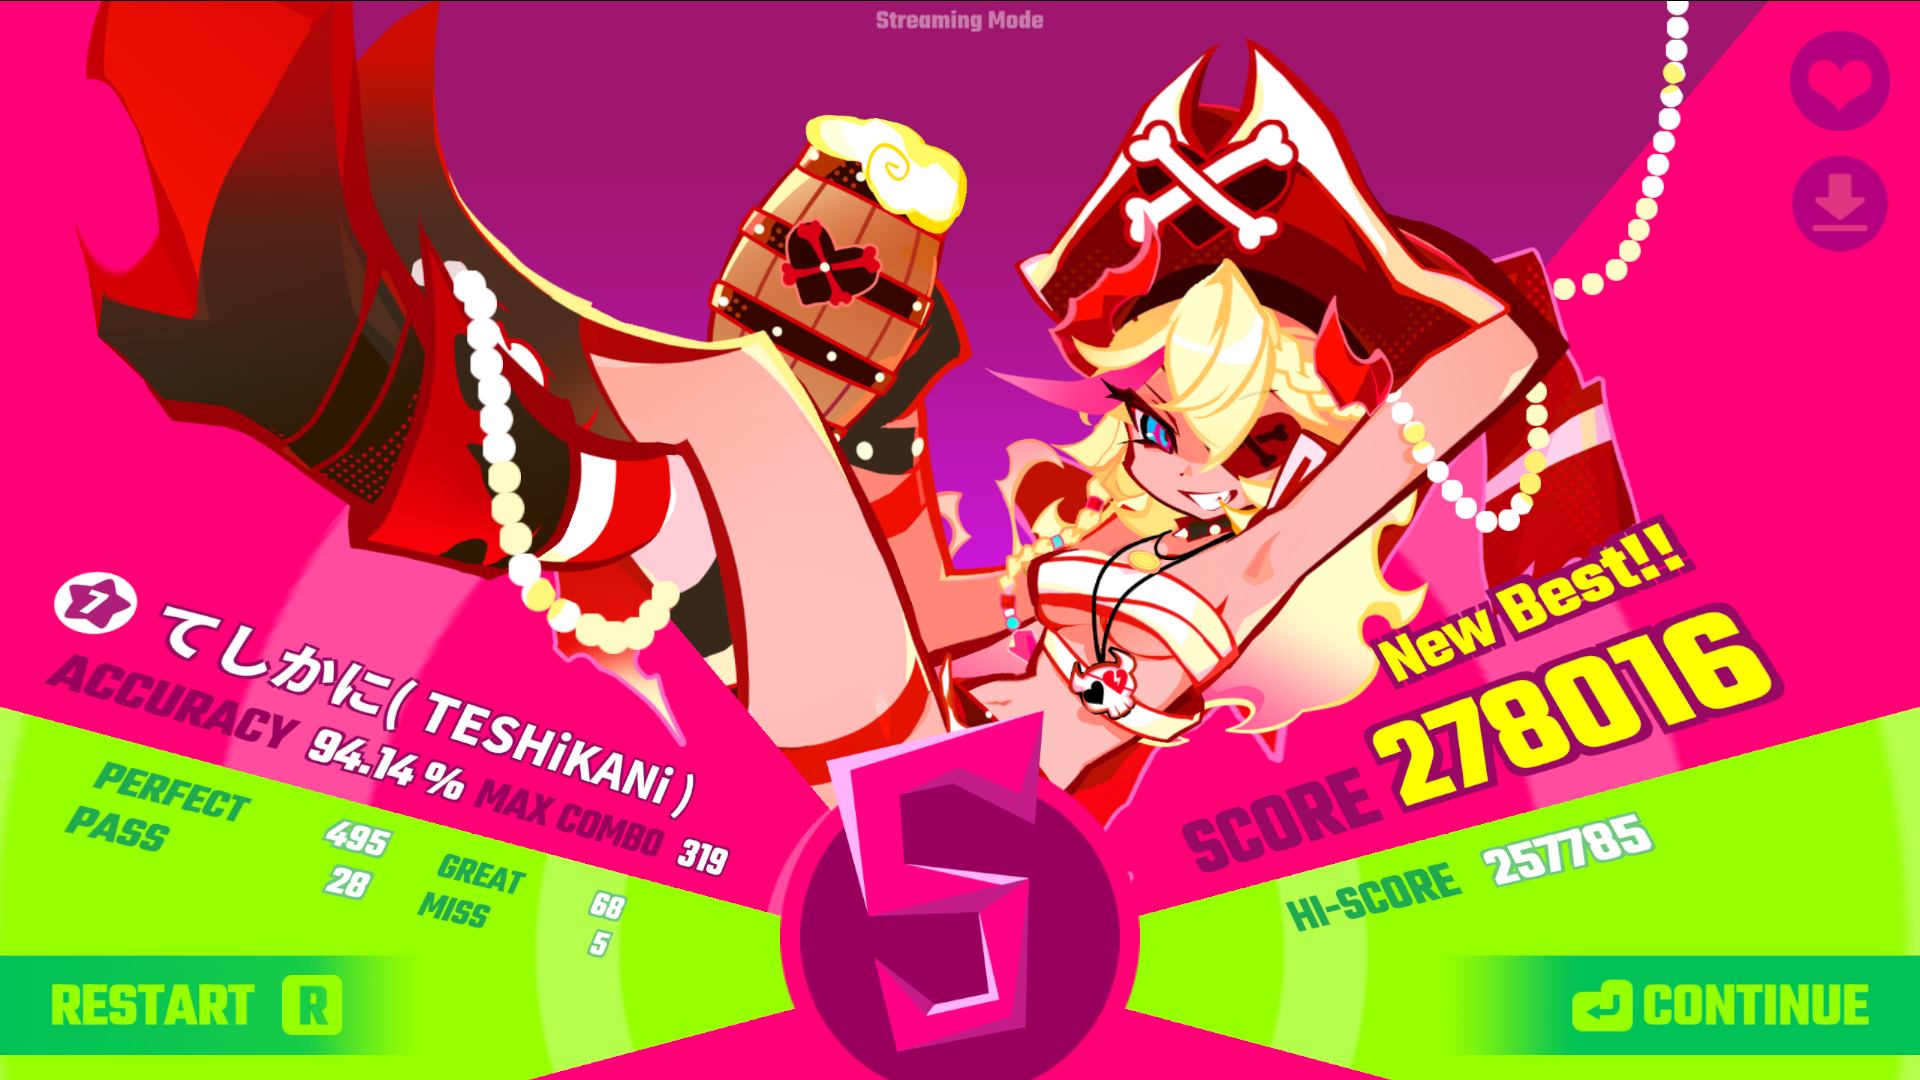 Streaming Mode
7
てしかに( TESHiKANi )
ACCURACY 94.14 % MAX COMBO 319
PERFECT 495 GREAT 68
PASS 28 MISS 5
S
New Best!!
SCORE 278016
HI-SCORE 257785
RESTART R
CONTINUE